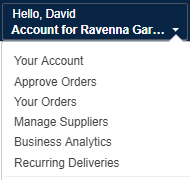 Hello, David
Account for Ravenna Gar...
Your Account
Approve Orders
Your Orders
Manage Suppliers
Business Analytics
Recurring Deliveries